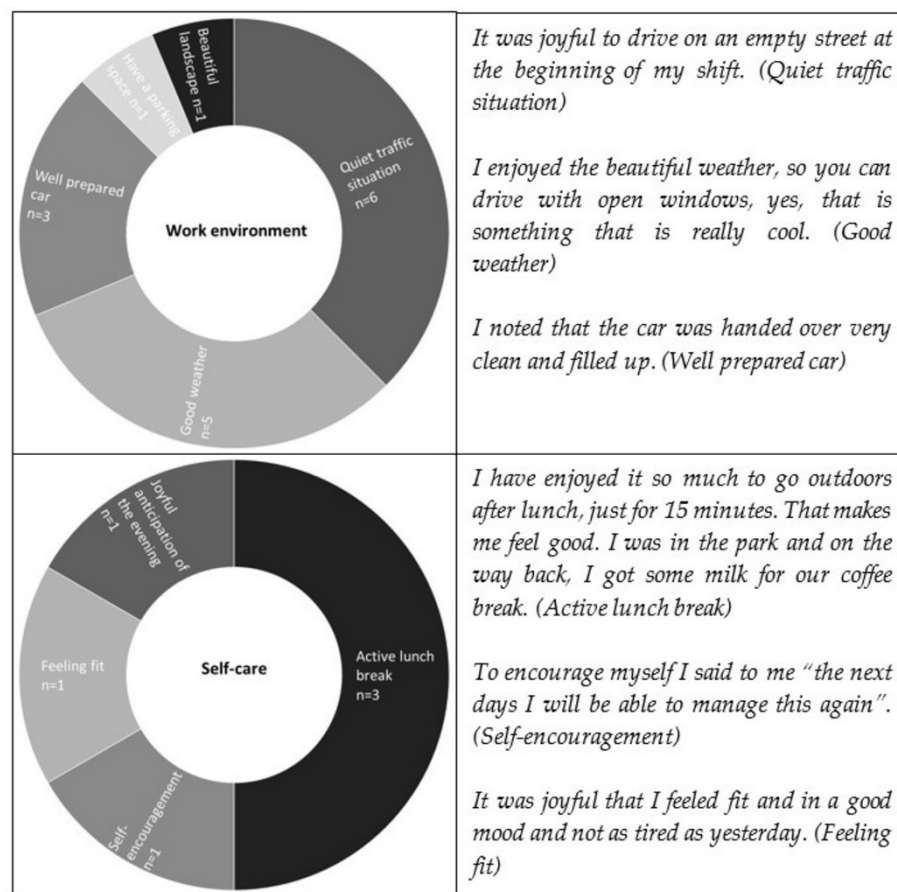 Beautiful
landscape n=1
Have a parking
space n=1
Quiet traffic
situation
n=6
Well prepared
car
n=3
Work environment
Good weather
n=5
It was joyful to drive on an empty street at
the beginning of my shift. (Quiet traffic
situation)
I enjoyed the beautiful weather, so you can
drive with open windows, yes, that is
something that is really cool. (Good
weather)
I noted that the car was handed over very
clean and filled up. (Well prepared car)
Joyful
anticipation of
the evening
n=1
Feeling fit
n=1
Self-care
Active lunch
break
n=3
Self-
encouragement
n=1
I have enjoyed it so much to go outdoors
after lunch, just for 15 minutes. That makes
me feel good. I was in the park and on the
way back, I got some milk for our coffee
break. (Active lunch break)
To encourage myself I said to me “the next
days I will be able to manage this again”.
(Self-encouragement)
It was joyful that I feeled fit and in a good
mood and not as tired as yesterday. (Feeling
fit)